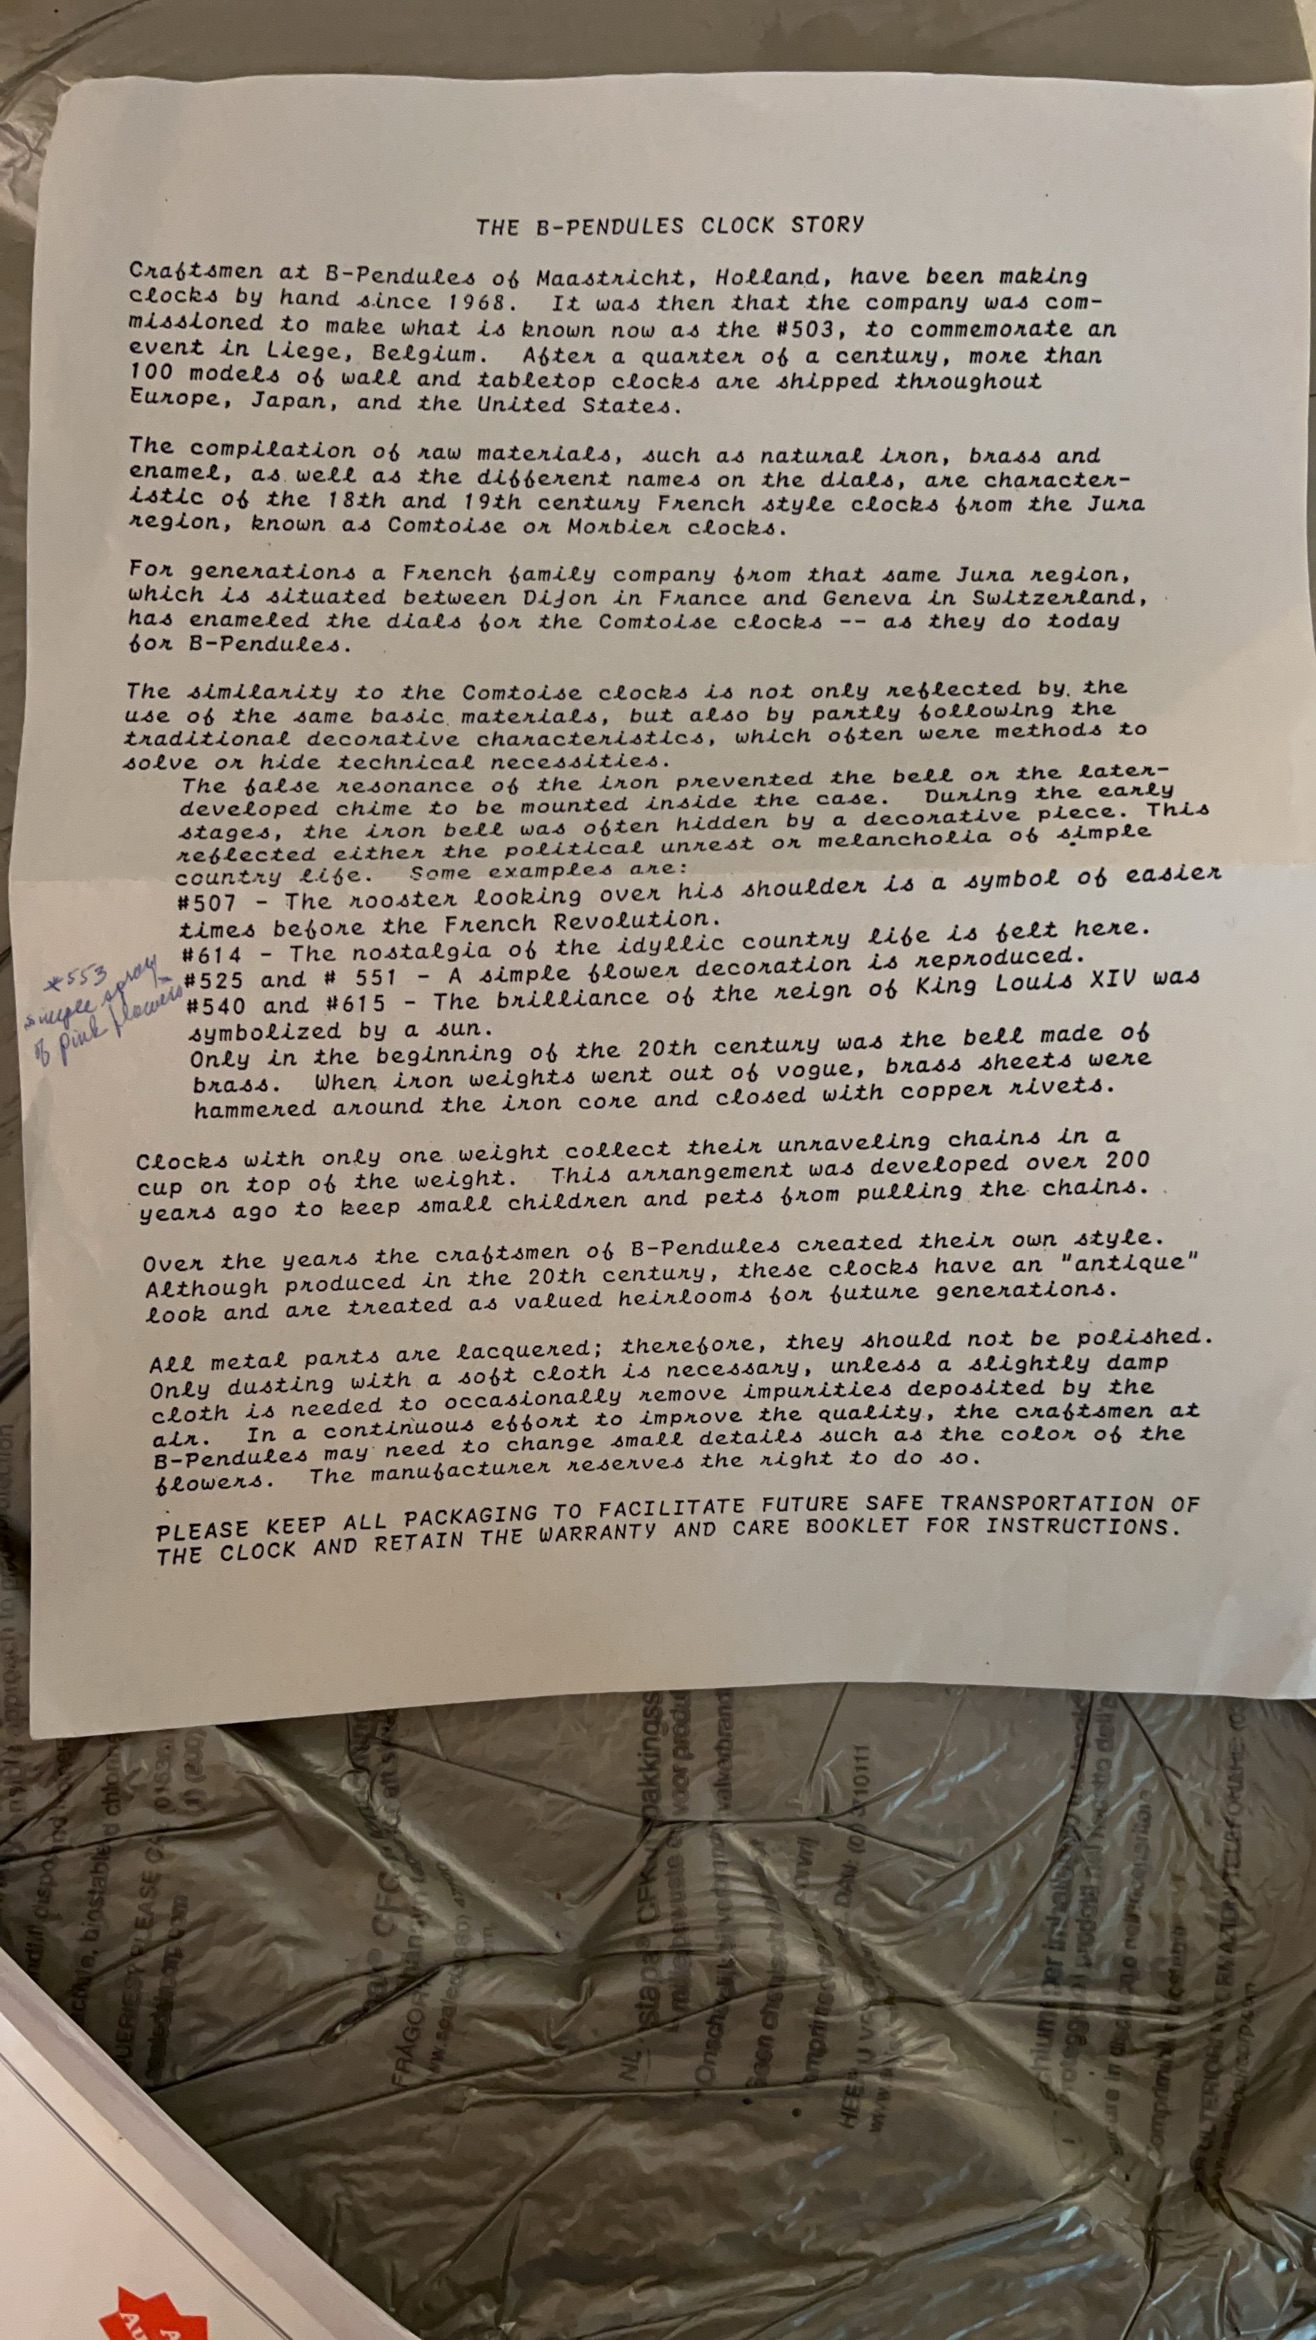 THE B-PENDULES CLOCK STORY
Craftsmen at B-Pendules of Maastricht, Holland, have been making
clocks by hand since 1968. It was then that the company was com-
missioned to make what is known now as the #503, to commemorate an
event in Liege, Belgium. After a quarter of a century, more than
100 models of wall and tabletop clocks are shipped throughout
Europe, Japan, and the United States.
The compilation of raw materials, such as natural iron, brass and
enamel, as well as the different names on the dials, are character-
istic of the 18th and 19th century French style clocks from the Jura
region, known as Comtoise or Morbier clocks.
For generations a French family company from that same Jura region,
which is situated between Dijon in France and Geneva in Switzerland,
has enameled the dials for the Comtoise clocks -- as they do today
for B-Pendules.
The similarity to the Comtoise clocks is not only reflected by the
use of the same basic materials, but also by partly following the
traditional decorative characteristics, which often were methods to
solve or hide technical necessities.
The false resonance of the iron prevented the bell or the later-
developed chime to be mounted inside the case. During the early
stages, the iron bell was often hidden by a decorative piece. This
reflected either the political unrest or melancholia of simple
country life. Some examples are:
#507 - The rooster looking over his shoulder is a symbol of easier
times before the French Revolution.
#614 - The nostalgia of the idyllic country life is felt here.
#525 and # 551 - A simple flower decoration is reproduced.
#540 and #615 - The brilliance of the reign of King Louis XIV was
symbolized by a sun.
Only in the beginning of the 20th century was the bell made of
brass. When iron weights went out of vogue, brass sheets were
hammered around the iron core and closed with copper rivets.
#553
simple spray
of pink flowers
Clocks with only one weight collect their unraveling chains in a
cup on top of the weight. This arrangement was developed over 200
years ago to keep small children and pets from pulling the chains.
Over the years the craftsmen of B-Pendules created their own style.
Although produced in the 20th century, these clocks have an "antique"
look and are treated as valued heirlooms for future generations.
All metal parts are lacquered; therefore, they should not be polished.
Only dusting with a soft cloth is necessary, unless a slightly damp
cloth is needed to occasionally remove impurities deposited by the
air. In a continuous effort to improve the quality, the craftsmen at
B-Pendules may need to change small details such as the color of the
flowers. The manufacturer reserves the right to do so.
PLEASE KEEP ALL PACKAGING TO FACILITATE FUTURE SAFE TRANSPORTATION OF
THE CLOCK AND RETAIN THE WARRANTY AND CARE BOOKLET FOR INSTRUCTIONS.